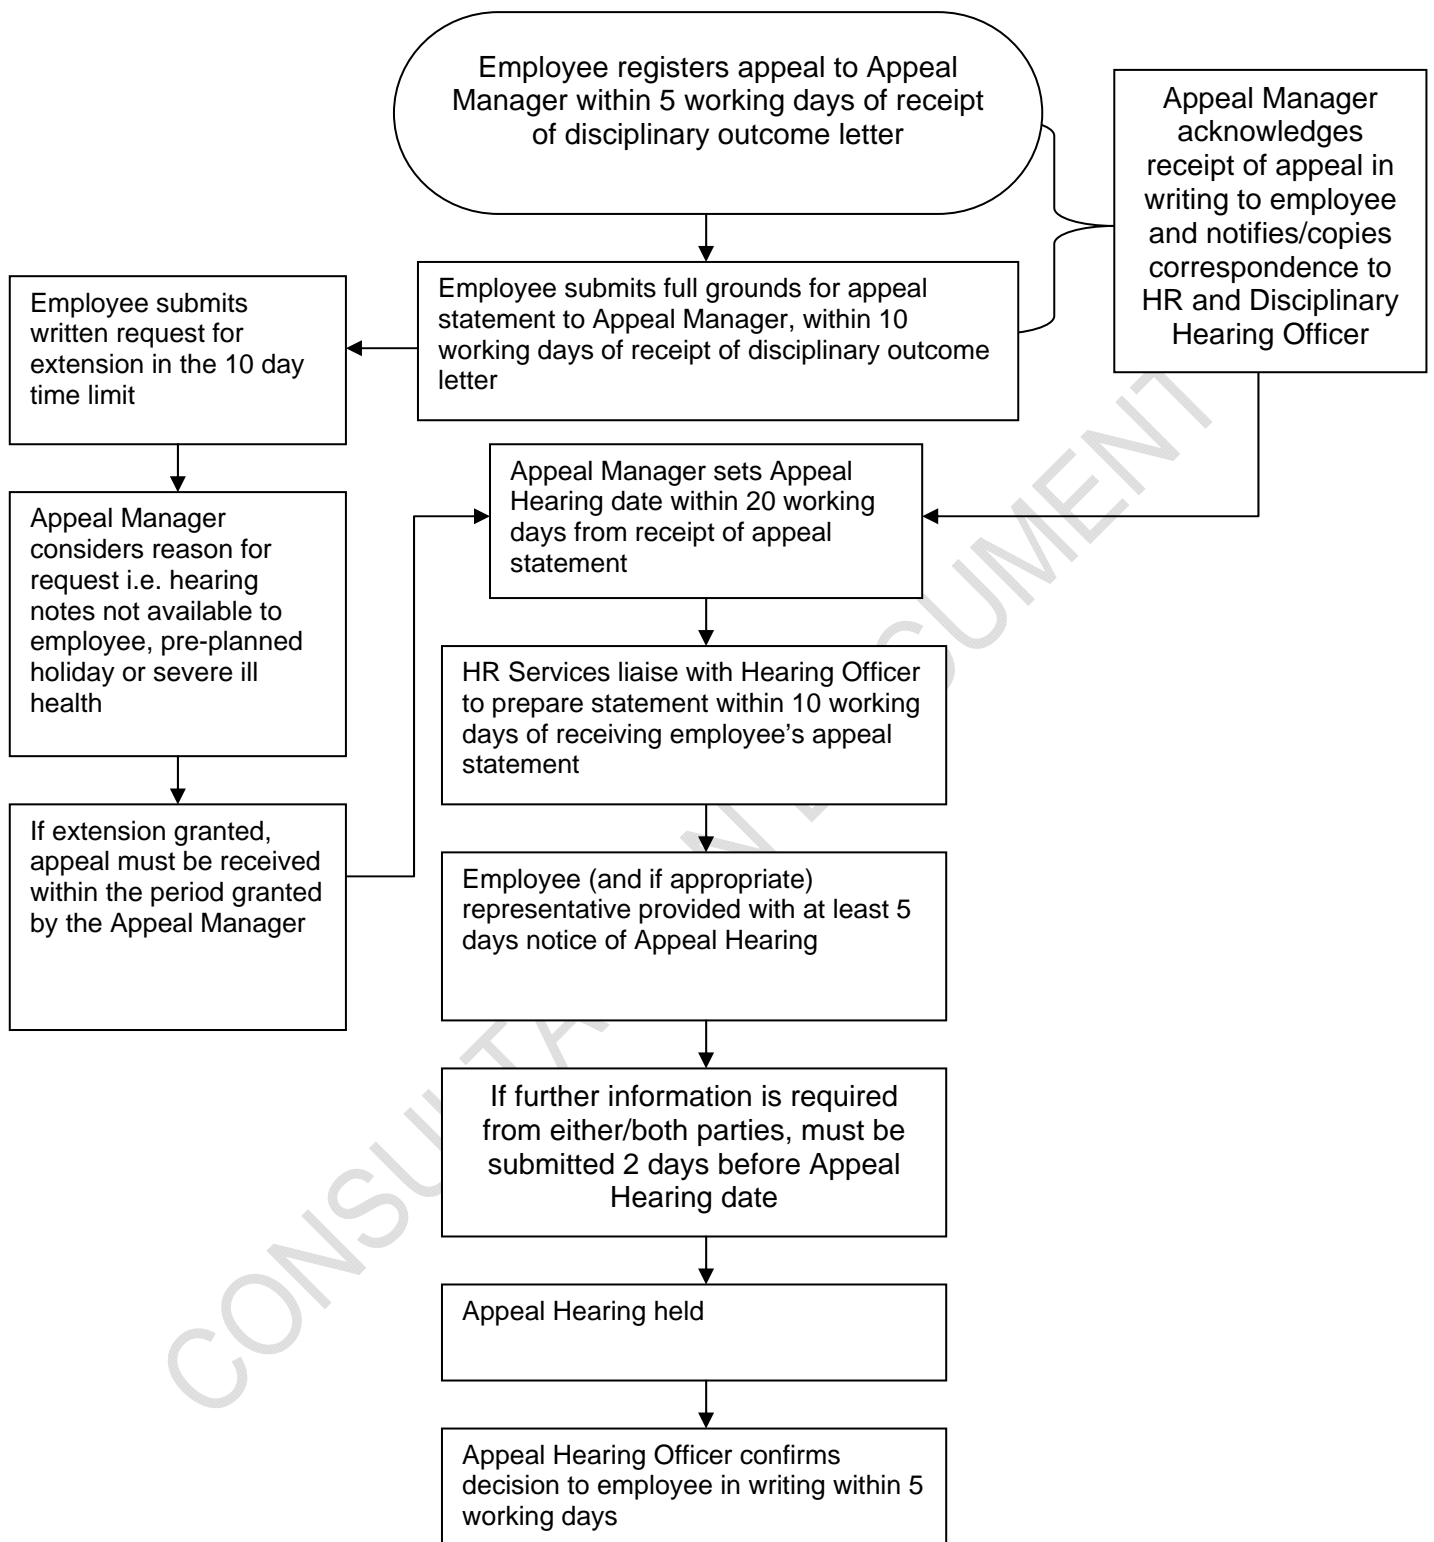 Employee registers appeal to Appeal
Manager within 5 working days of receipt
of disciplinary outcome letter
Appeal Manager
acknowledges
receipt of appeal in
writing to employee
and notifies/copies
correspondence to
HR and Disciplinary
Hearing Officer
Employee submits full grounds for appeal
statement to Appeal Manager, within 10
working days of receipt of disciplinary outcome
letter
Employee submits
written request for
extension in the 10 day
time limit
Appeal Manager
considers reason for
request i.e. hearing
notes not available to
employee, pre-planned
holiday or severe ill
health
If extension granted,
appeal must be received
within the period granted
by the Appeal Manager
Appeal Manager sets Appeal
Hearing date within 20 working
days from receipt of appeal
statement
HR Services liaise with Hearing Officer
to prepare statement within 10 working
days of receiving employee’s appeal
statement
Employee (and if appropriate)
representative provided with at least 5
days notice of Appeal Hearing
If further information is required
from either/both parties, must be
submitted 2 days before Appeal
Hearing date
Appeal Hearing held
Appeal Hearing Officer confirms
decision to employee in writing within 5
working days